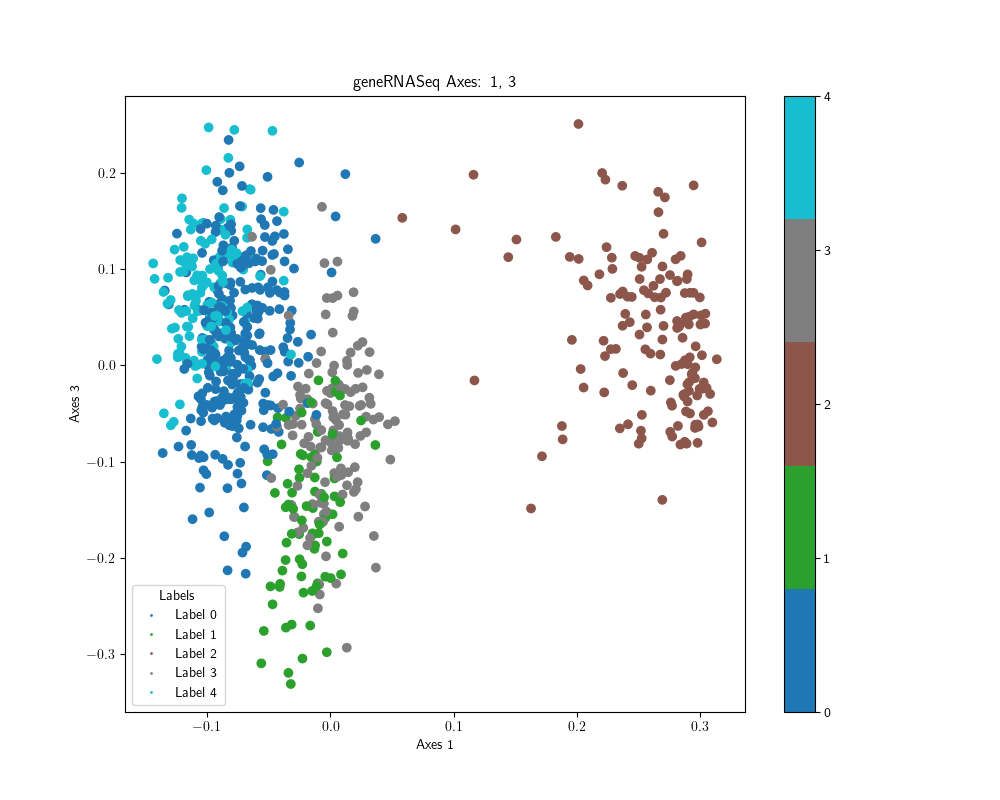 geneRNASeq Axes: 1, 3
0.2
0.1
0.0
−0.1
−0.2
−0.3
Axes 3
−0.1
0.0
0.1
0.2
0.3
Axes 1
Labels
Label 0
Label 1
Label 2
Label 3
Label 4
4
3
2
1
0